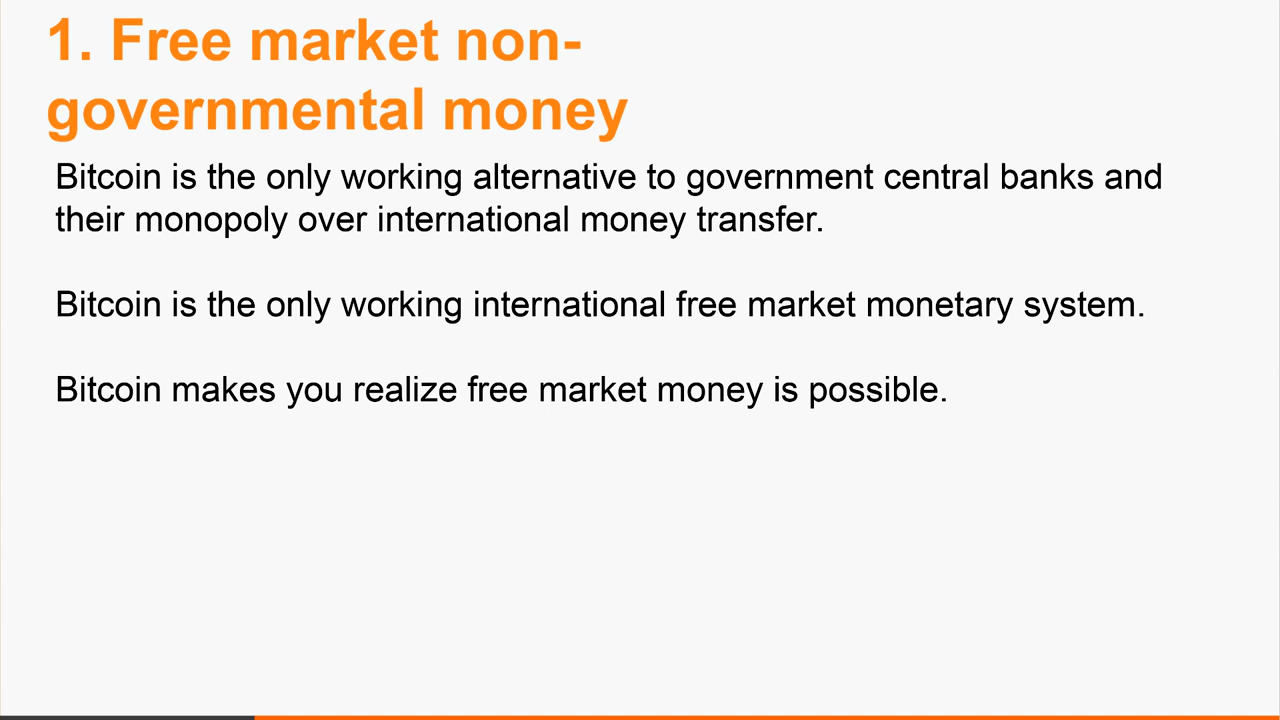 1. Free market non-
governmental money
Bitcoin is the only working alternative to government central banks and
their monopoly over international money transfer.
Bitcoin is the only working international free market monetary system.
Bitcoin makes you realize free market money is possible.